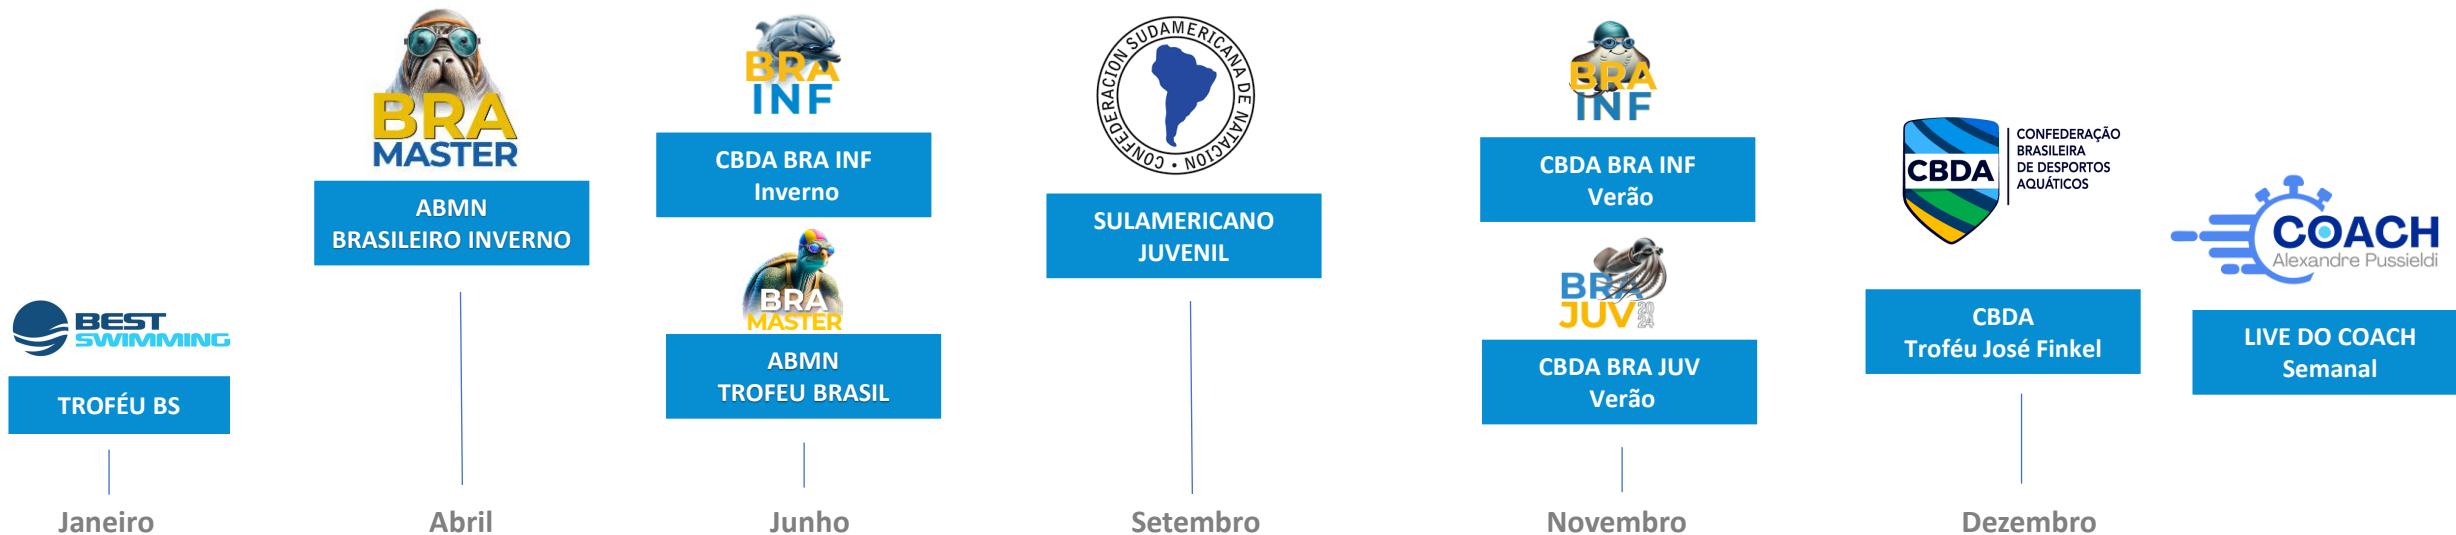 BEST
SWIMMING
TROFÉU BS
Janeiro
BRA
MASTER
ABMN
BRASILEIRO INVERNO
Abril
BRA
INF
CBDA BRA INF
Inverno
BRA
MASTER
ABMN
TROFEU BRASIL
Junho
CONFEDERACION SUDAMERICANA DE NATACION •
SULAMERICANO
JUVENIL
Setembro
BRA
INF
CBDA BRA INF
Verão
BRA
JUV 2024
CBDA BRA JUV
Verão
Novembro
CBDA
CONFEDERAÇÃO
BRASILEIRA
DE DESPORTOS
AQUÁTICOS
CBDA
Troféu José Finkel
Dezembro
COACH
Alexandre Pussieldi
LIVE DO COACH
Semanal